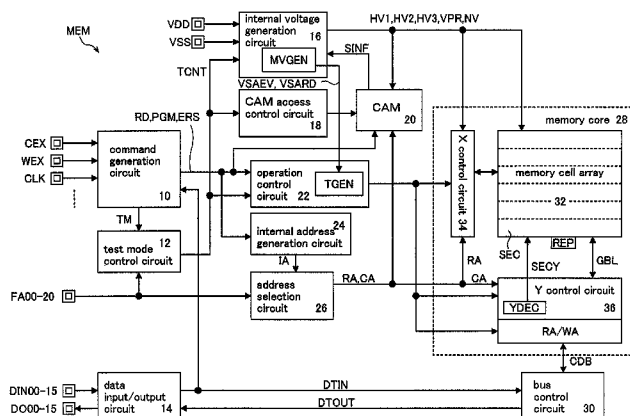 MEM
VDD
VSS
TCNT
internal voltage
generation
circuit 16
MVGEN
HV1,HV2,HV3,VPR,NV
SINF
VSAEV, VSARD
CAM access
control circuit
18
CAM
20
RD,PGM,ERS
CEX
WEX
CLK
command
generation
circuit
10
operation
control
circuit
22
TGEN
TM
test mode 12
control circuit
internal address 24
generation circuit
IA
FA00-20
address
selection
circuit
26
RA,CA
memory core 28
X control circuit 34
memory cell array
32
SEC
REP
SECY
GBL
RA
CA
Y control circuit
YDEC
36
RA/WA
CDB
DIN00-15
DO00-15
data
input/output
circuit 14
DTIN
DTOUT
bus
control
circuit 30